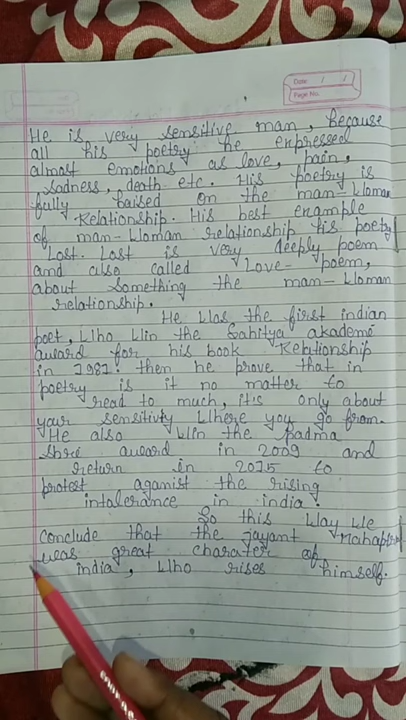 Date: / /
Page No.
He is very sensitive man, because
all his poetry he expressed
almost emotions as love, pain,
Sadness, death etc. His poetry is
fully baised on the man-Woman
Relationship. His best example
of man-Woman relationship his poetry
Lost. Lost is very deeply poem
and also called Love-poem,
about Something the man-Woman
relationship.
He Was the first indian
poet, Who Win the Sahitya akademe
award for his book Relationship
in 1981. then he prove that in
poetry is it no matter to
read to much, it's only about
your sensitivty Where you go from.
He also Win the padma
Shree award in 2009 and
return in 2015 to
protest aganist the rising
intolerance in india.
So this Way We
Conclude that the jayant Mahaptra
was great charater of
india, Who rises himself.